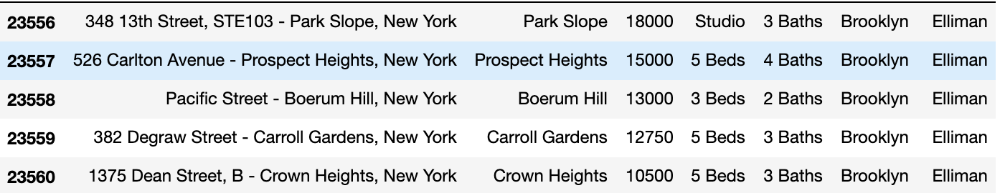 23556 348 13th Street, STE103 - Park Slope, New York Park Slope 18000 Studio 3 Baths Brooklyn Elliman
23557 526 Carlton Avenue - Prospect Heights, New York Prospect Heights 15000 5 Beds 4 Baths Brooklyn Elliman
23558 Pacific Street - Boerum Hill, New York Boerum Hill 13000 3 Beds 2 Baths Brooklyn Elliman
23559 382 Degraw Street - Carroll Gardens, New York Carroll Gardens 12750 5 Beds 3 Baths Brooklyn Elliman
23560 1375 Dean Street, B - Crown Heights, New York Crown Heights 10500 5 Beds 3 Baths Brooklyn Elliman